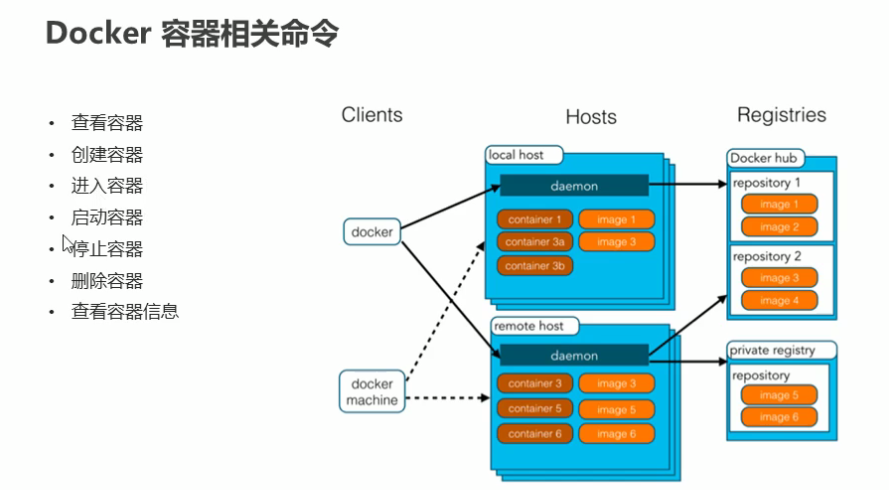 Docker 容器相关命令
• 查看容器
• 创建容器
• 进入容器
• 启动容器
• 停止容器
• 删除容器
• 查看容器信息
Clients
Hosts
Registries
docker
docker
machine
local host
daemon
container 1
image 1
container 3a
image 3
container 3b
remote host
daemon
container 3
image 3
container 5
image 5
container 6
image 6
Docker hub
repository 1
image 1
image 2
repository 2
image 3
image 4
private registry
repository
image 5
image 6